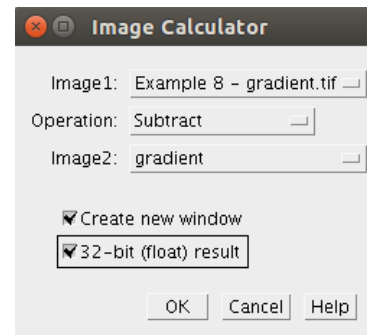 Image Calculator
Image1: Example 8 – gradient.tif
Operation: Subtract
Image2: gradient
Create new window
32-bit (float) result
OK Cancel Help